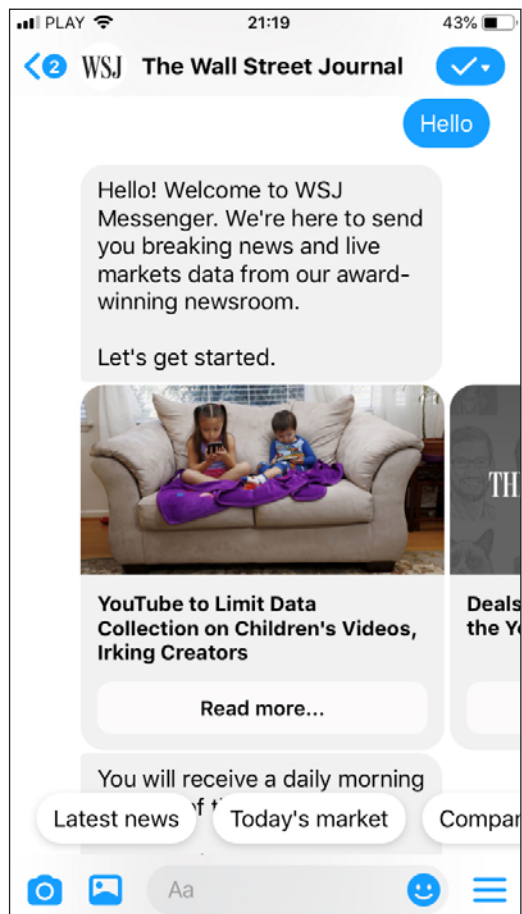 PLAY 21:19 43%
2 WSJ The Wall Street Journal
Hello
Hello! Welcome to WSJ
Messenger. We're here to send
you breaking news and live
markets data from our award-
winning newsroom.
Let's get started.
TH
YouTube to Limit Data
Collection on Children's Videos,
Irking Creators
Read more...
Deals
the Y
You will receive a daily morning
of t
Latest news
Today's market
Compar
Aa